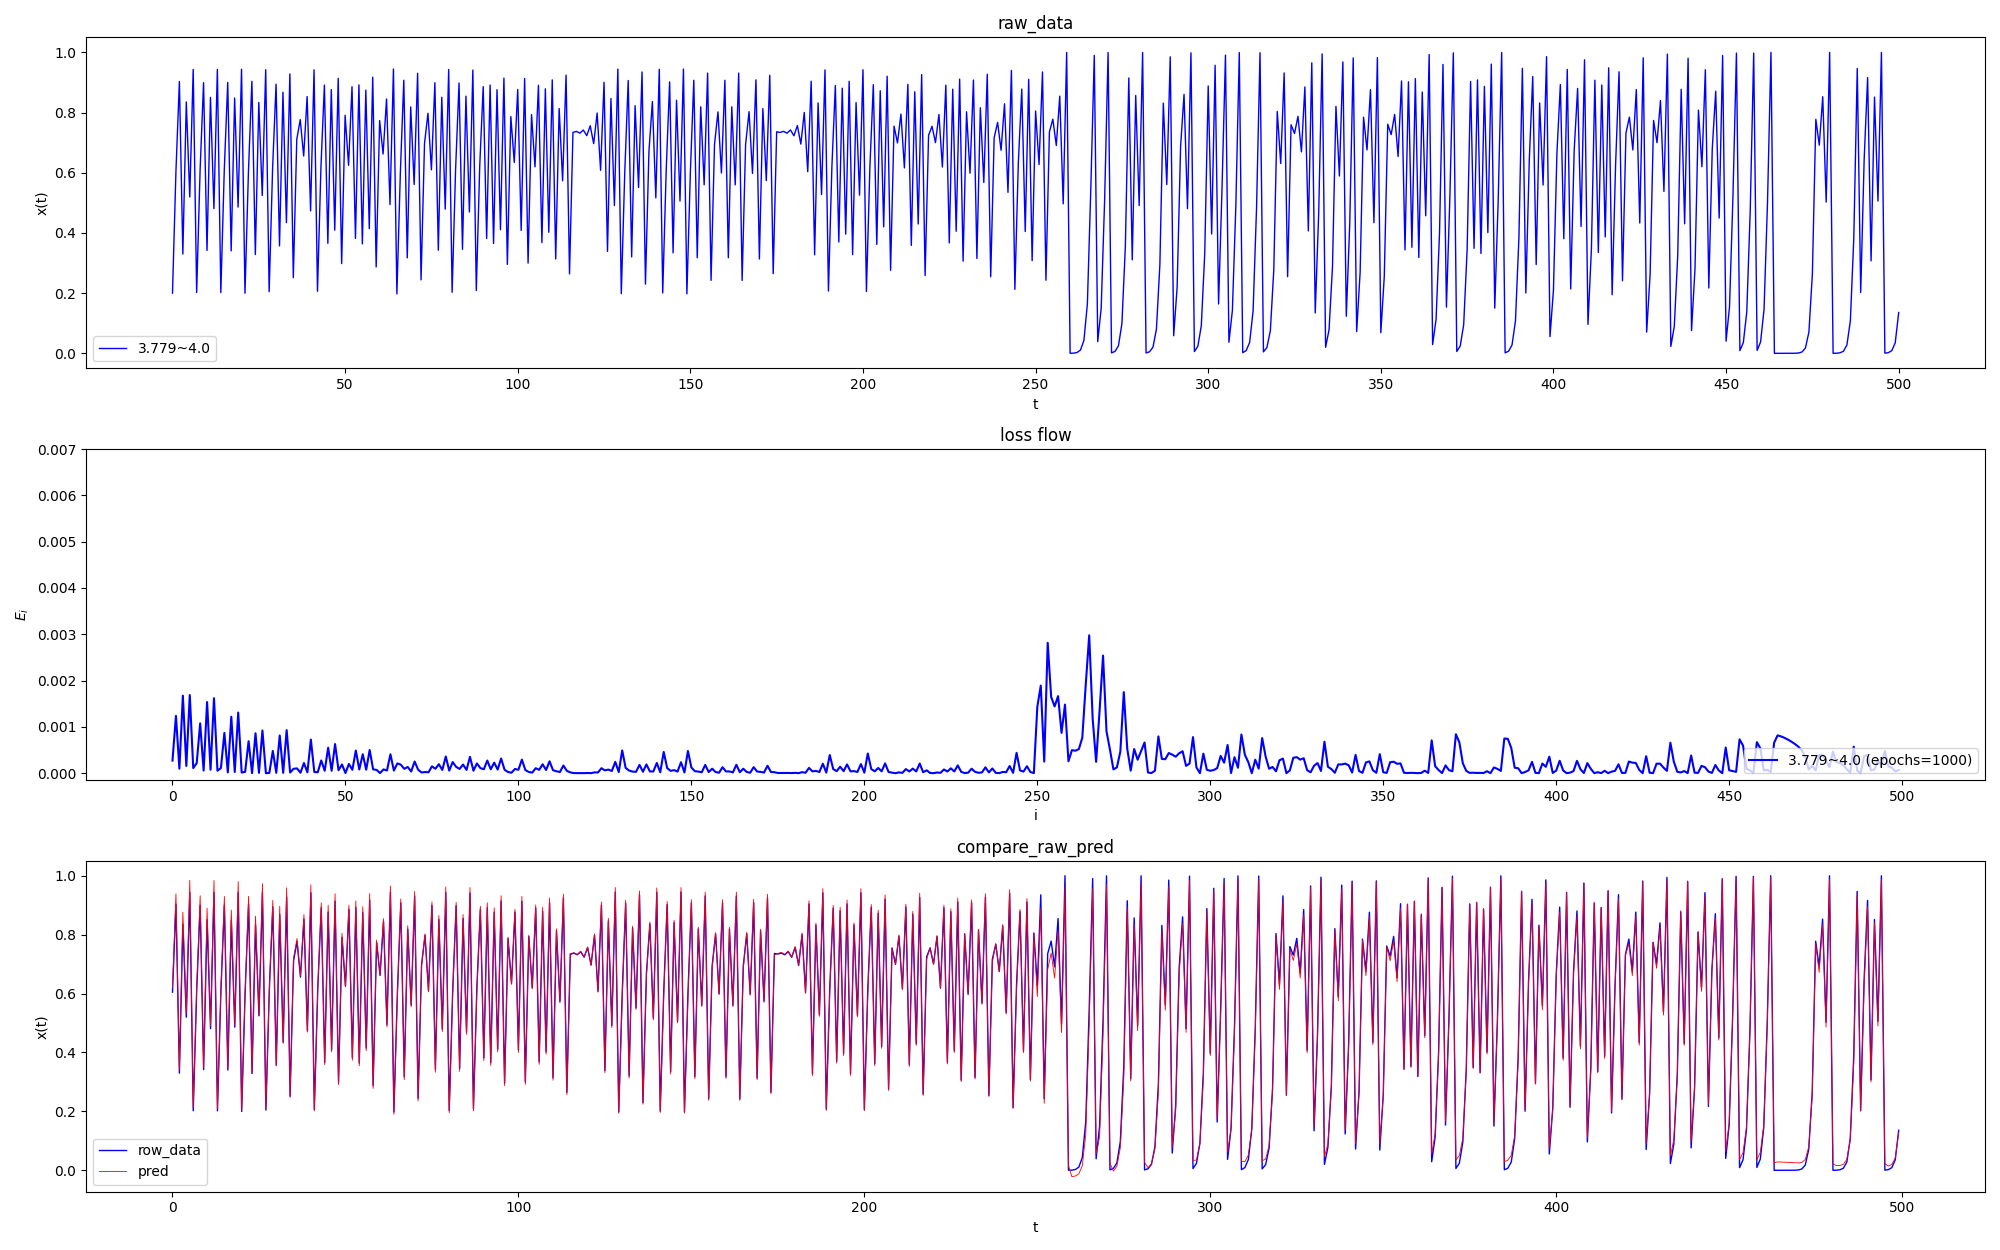 raw_data
1.0
0.8
0.6
0.4
0.2
0.0
x(t)
3.779~4.0
50 100 150 200 250 300 350 400 450 500
t
loss flow
0.007
0.006
0.005
0.004
0.003
0.002
0.001
0.000
E_i
3.779~4.0 (epochs=1000)
0 50 100 150 200 250 300 350 400 450 500
i
compare_raw_pred
1.0
0.8
0.6
0.4
0.2
0.0
x(t)
row_data
pred
0 100 200 300 400 500
t